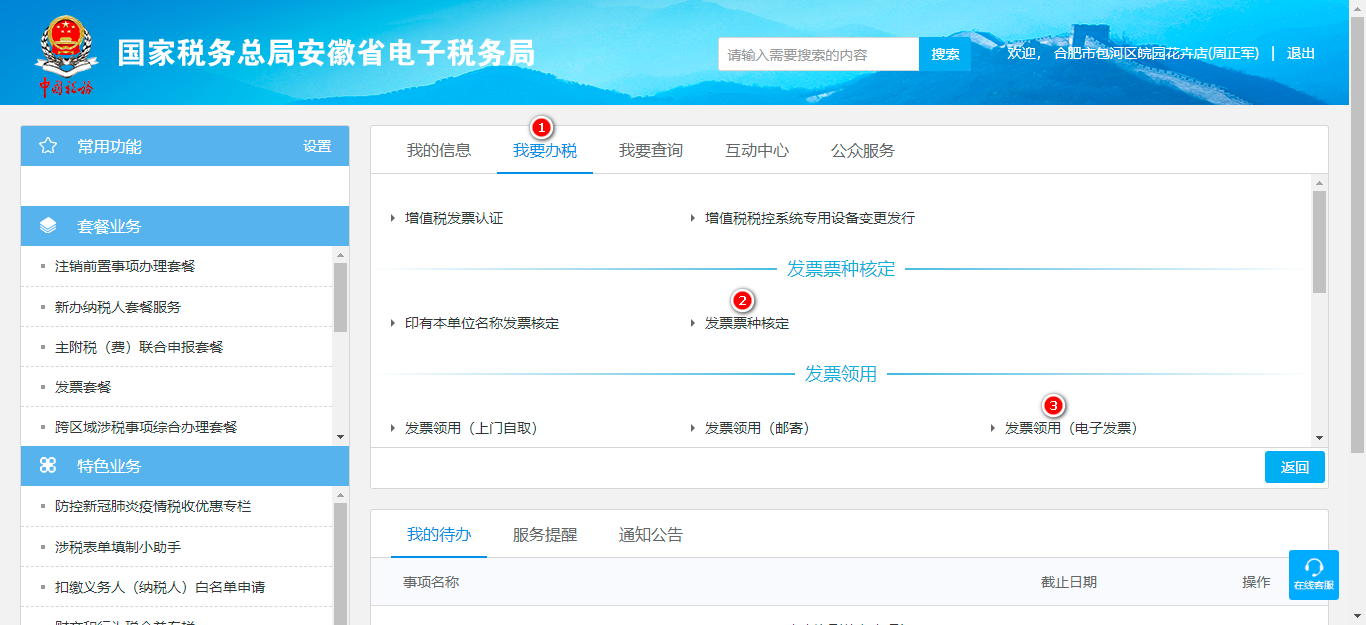 国家税务总局安徽省电子税务局
中国税务
请输入需要搜索的内容
搜索
欢迎， 合肥市包河区皖园花卉店(周正军) | 退出
常用功能
设置
套餐业务
注销前置事项办理套餐
新办纳税人套餐服务
主附税（费）联合申报套餐
发票套餐
跨区域涉税事项综合办理套餐
特色业务
防控新冠肺炎疫情税收优惠专栏
涉税表单填制小助手
扣缴义务人（纳税人）白名单申请
1
我的信息 我要办税 我要查询 互动中心 公众服务
增值税发票认证 增值税税控系统专用设备变更发行
发票票种核定
2
印有本单位名称发票核定 发票票种核定
发票领用
3
发票领用（上门自取） 发票领用（邮寄） 发票领用（电子发票）
返回
我的待办 服务提醒 通知公告
事项名称 截止日期 操作
在线客服